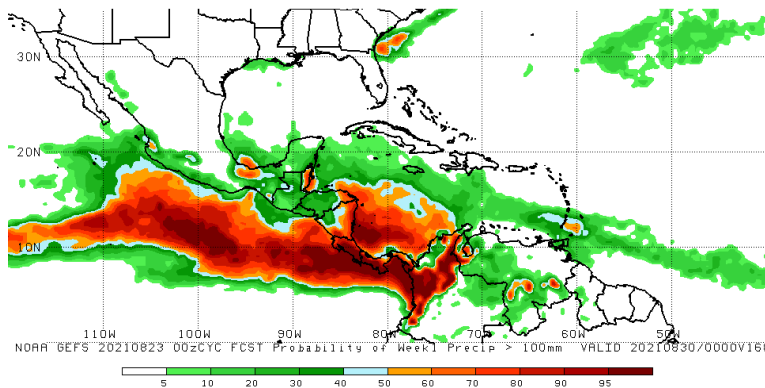 30N
20N
10N
110W 100W 90W 80W 70W 60W 50W
NOAA GEFS 20210823 00zCYC FCST Probability of Week1 Precip > 100mm VALID 20210830/0000V16
5 10 20 30 40 50 60 70 80 90 95